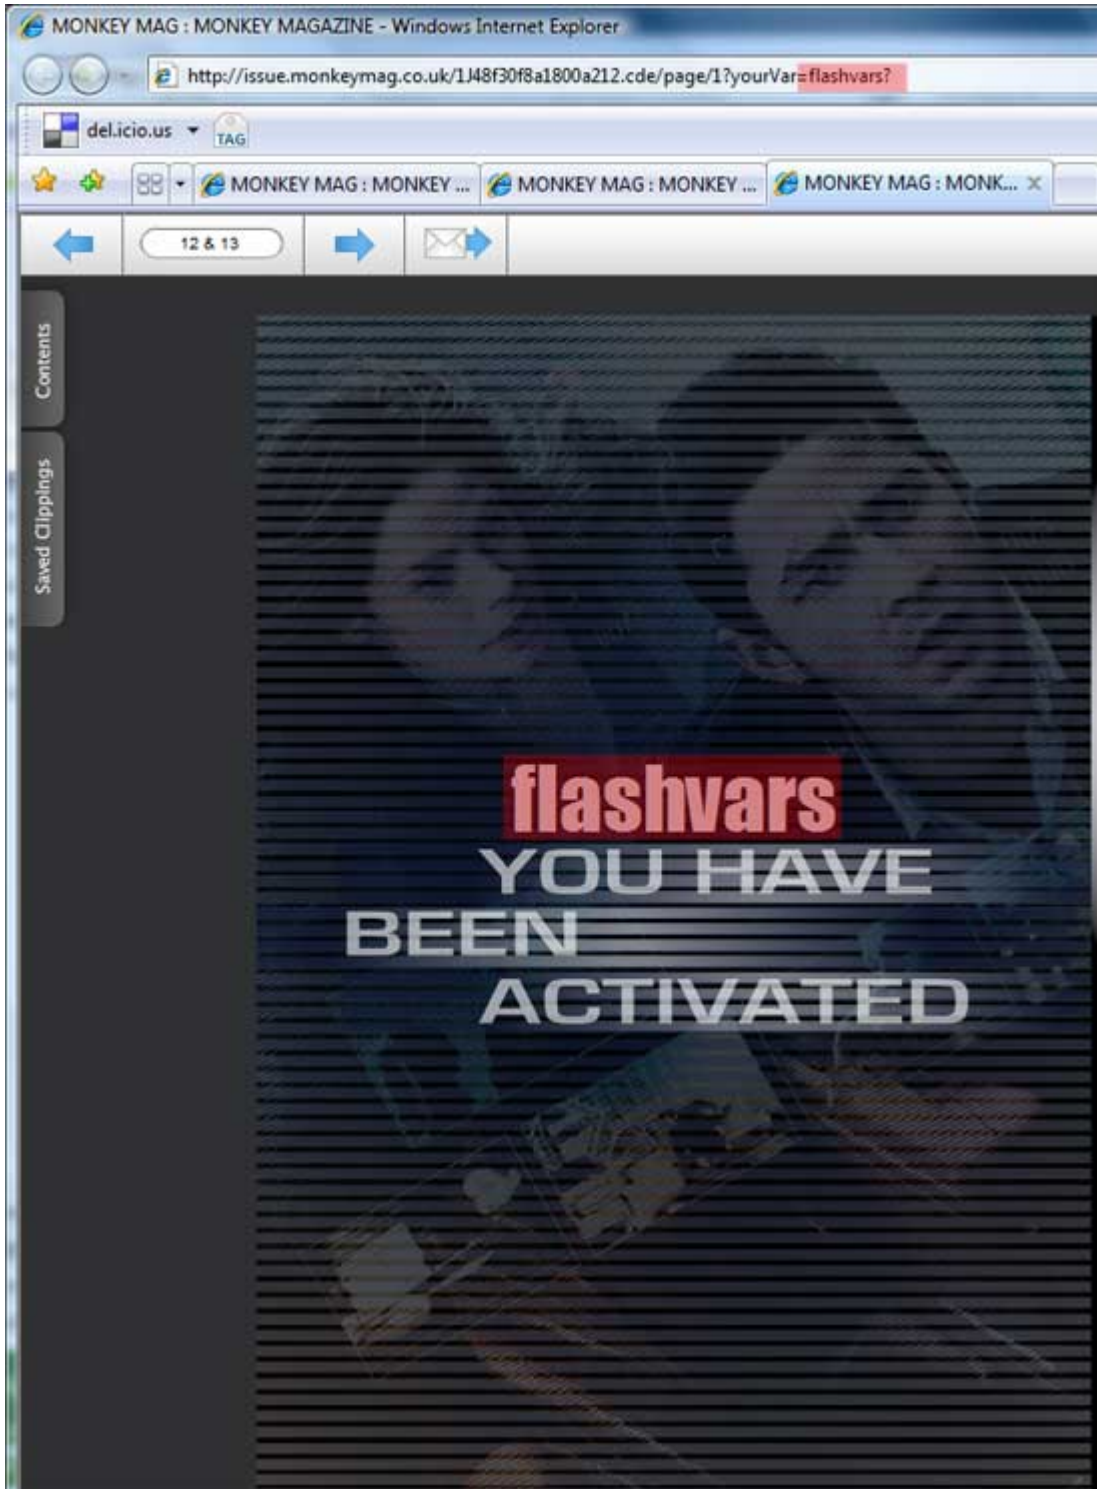 MONKEY MAG : MONKEY MAGAZINE - Windows Internet Explorer
http://issue.monkeymag.co.uk/1J48f30f8a1800a212.cde/page/1?yourVar=flashvars?
del.icio.us
TAG
MONKEY MAG : MONKEY ...
MONKEY MAG : MONKEY ...
MONKEY MAG : MONK...
12 & 13
Contents
Saved Clippings
flashvars
YOU HAVE
BEEN
ACTIVATED